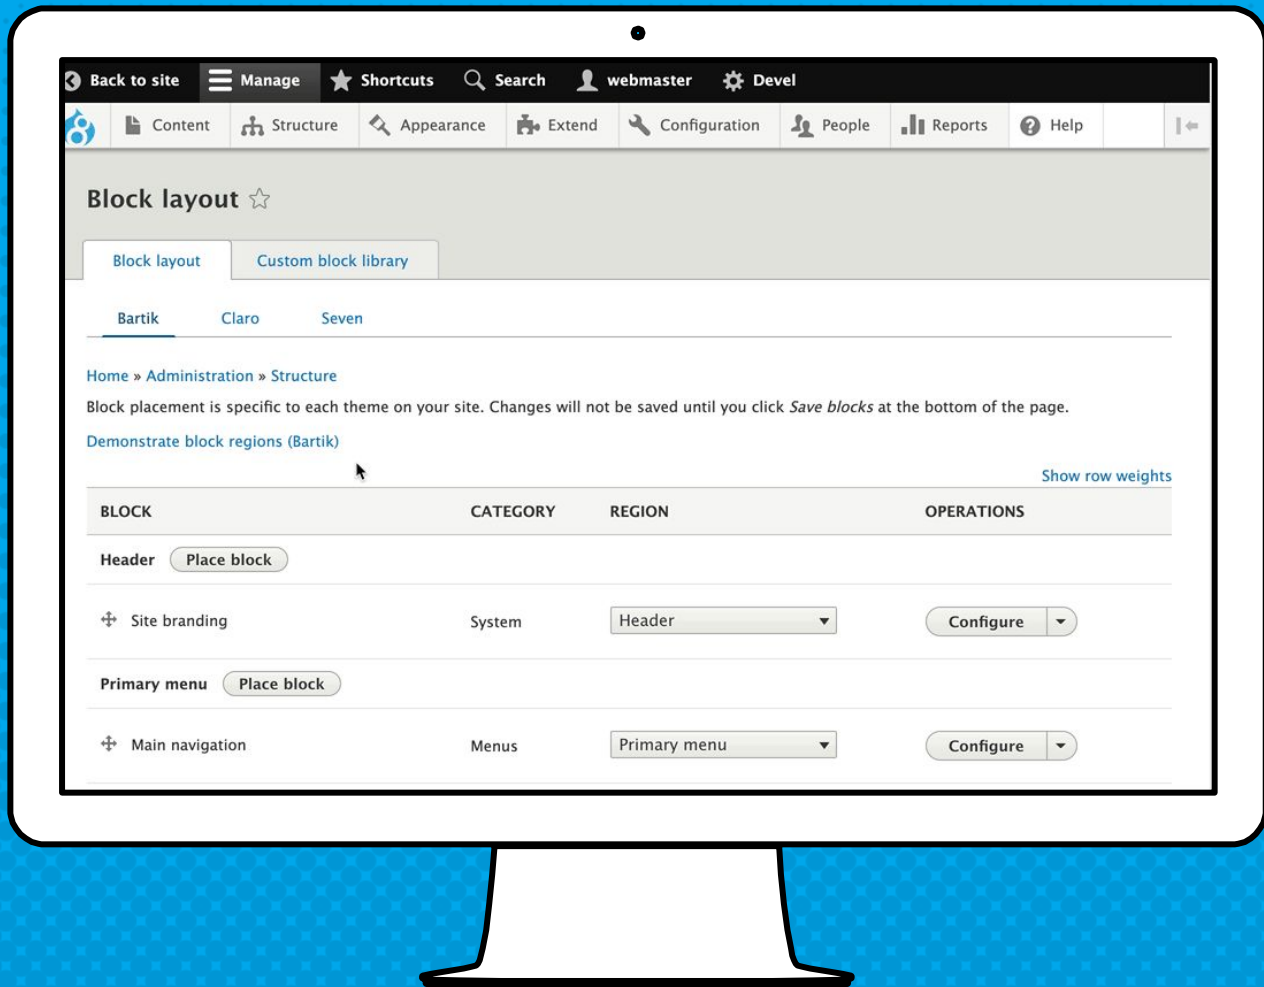 Back to site Manage Shortcuts Search webmaster Devel
8 Content Structure Appearance Extend Configuration People Reports Help
Block layout
Block layout Custom block library
Bartik Claro Seven
Home » Administration » Structure
Block placement is specific to each theme on your site. Changes will not be saved until you click Save blocks at the bottom of the page.
Demonstrate block regions (Bartik)
Show row weights
BLOCK CATEGORY REGION OPERATIONS
Header Place block
Site branding System Header Configure
Primary menu Place block
Main navigation Menus Primary menu Configure